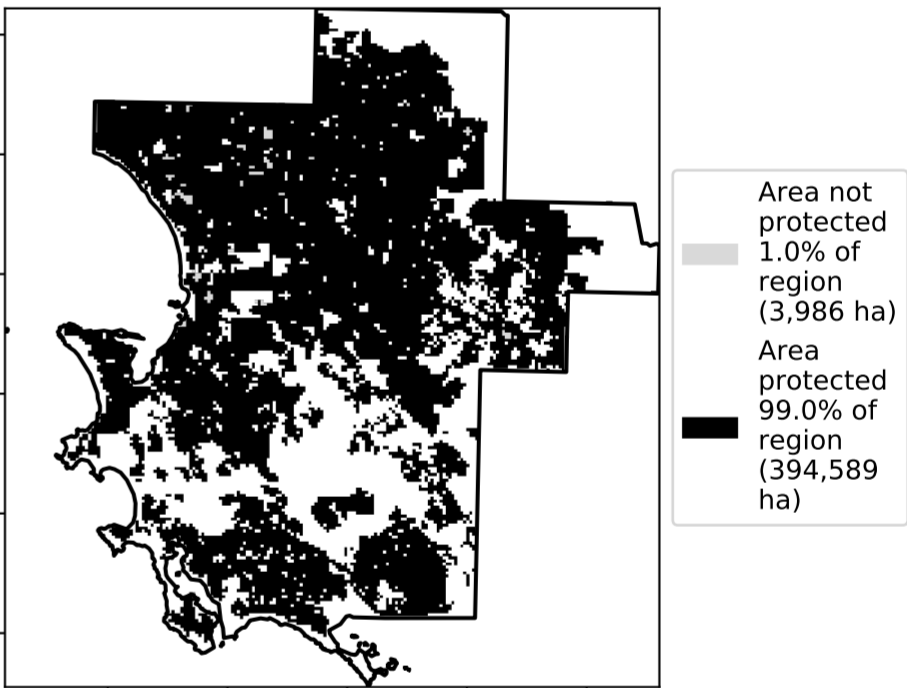 Area not
protected
1.0% of
region
(3,986 ha)
Area
protected
99.0% of
region
(394,589
ha)